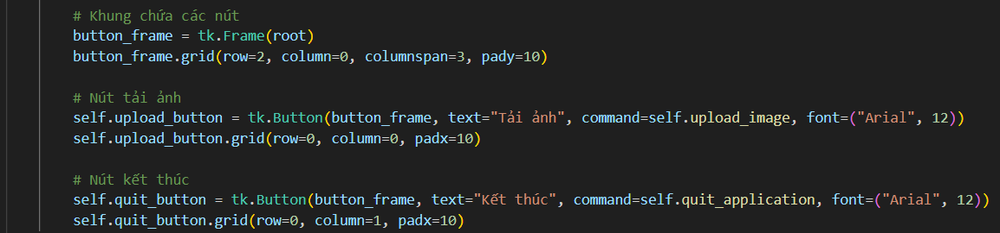 # Khung chứa các nút
button_frame = tk.Frame(root)
button_frame.grid(row=2, column=0, columnspan=3, pady=10)
# Nút tải ảnh
self.upload_button = tk.Button(button_frame, text="Tải ảnh", command=self.upload_image, font=("Arial", 12))
self.upload_button.grid(row=0, column=0, padx=10)
# Nút kết thúc
self.quit_button = tk.Button(button_frame, text="Kết thúc", command=self.quit_application, font=("Arial", 12))
self.quit_button.grid(row=0, column=1, padx=10)